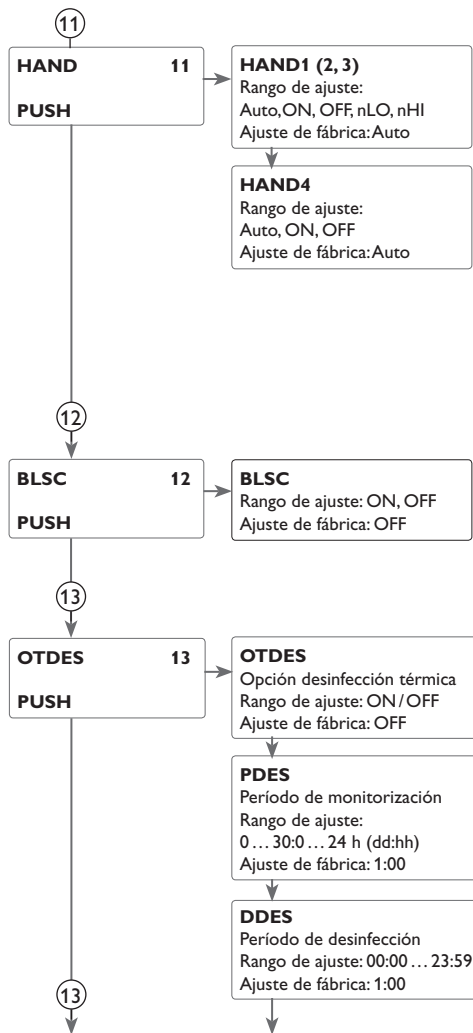 11
HAND 11
PUSH
HAND1 (2, 3)
Rango de ajuste:
Auto, ON, OFF, nLO, nHI
Ajuste de fábrica: Auto
HAND4
Rango de ajuste:
Auto, ON, OFF
Ajuste de fábrica: Auto
12
BLSC 12
PUSH
BLSC
Rango de ajuste: ON, OFF
Ajuste de fábrica: OFF
13
OTDES 13
PUSH
OTDES
Opción desinfección térmica
Rango de ajuste: ON / OFF
Ajuste de fábrica: OFF
PDES
Período de monitorización
Rango de ajuste:
0 … 30:0 … 24 h (dd:hh)
Ajuste de fábrica: 1:00
DDES
Período de desinfección
Rango de ajuste: 00:00 … 23:59
Ajuste de fábrica: 1:00
13